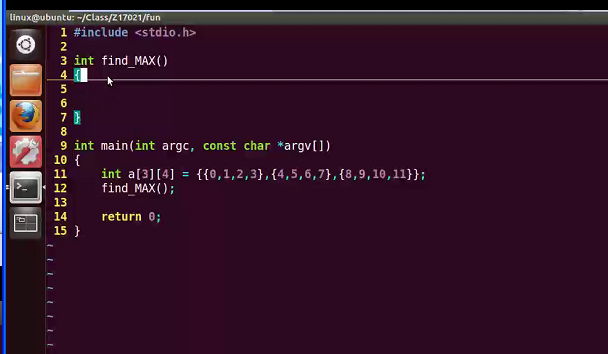 linux@ubuntu: ~/Class/Z17021/fun
1 #include <stdio.h>
2
3 int find_MAX()
4 {
5
6
7 }
8
9 int main(int argc, const char *argv[])
10 {
11     int a[3][4] = {{0,1,2,3},{4,5,6,7},{8,9,10,11}};
12     find_MAX();
13
14     return 0;
15 }
~
~
~
~
~
~
~
~